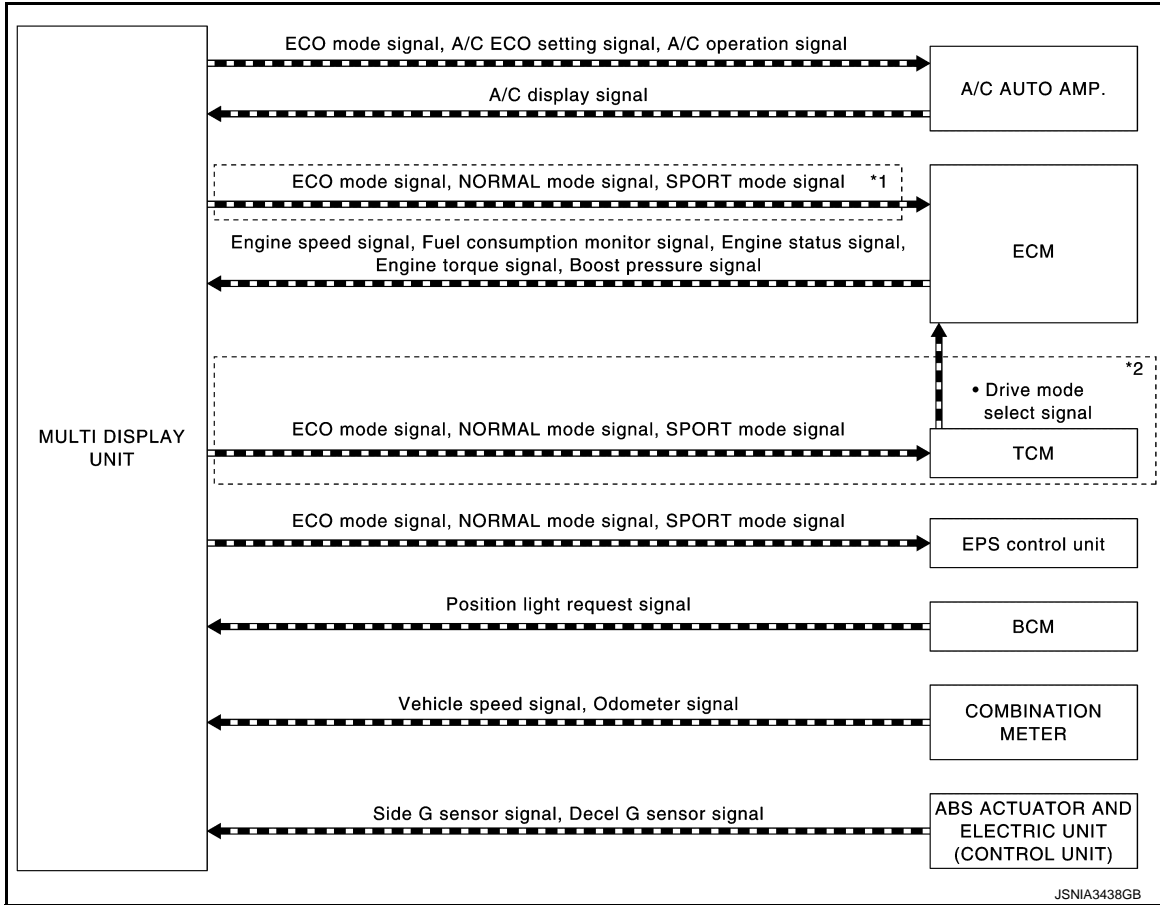 ECO mode signal, A/C ECO setting signal, A/C operation signal
A/C AUTO AMP.
A/C display signal
ECO mode signal, NORMAL mode signal, SPORT mode signal *1
Engine speed signal, Fuel consumption monitor signal, Engine status signal,
Engine torque signal, Boost pressure signal
ECM
*2
• Drive mode
select signal
MULTI DISPLAY
UNIT
ECO mode signal, NORMAL mode signal, SPORT mode signal
TCM
ECO mode signal, NORMAL mode signal, SPORT mode signal
EPS control unit
Position light request signal
BCM
Vehicle speed signal, Odometer signal
COMBINATION
METER
Side G sensor signal, Decel G sensor signal
ABS ACTUATOR AND
ELECTRIC UNIT
(CONTROL UNIT)
JSNIA3438GB